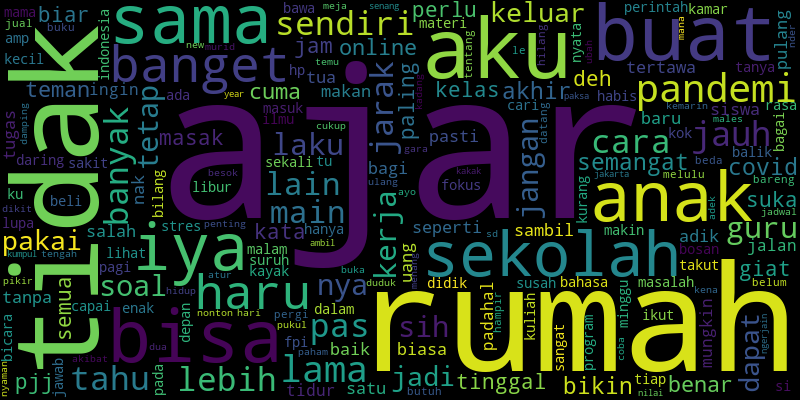 ajar
rumah
tidak
bisa
aku
buat
anak
sekolah
sama
iya
haru
banget
sendiri
keluar
pandemi
jauh
guru
cara
semangat
covid
suka
jarak
jangan
kerja
paling
kelas
akhir
deh
tertawa
online
jam
cuma
laku
lain
main
kata
masak
tetap
banyak
teman
ingin
biar
pakai
soal
semua
pjj
tahu
lebih
lama
pas
nya
sih
jadi
tinggal
bikin
benar
dapat
giat
mungkin
perlu
materi
perintah
kamar
pulang
tanya
siswa
baru
kok
rasa
bagai
balik
beda
melulu
bareng
jadwal
adik
jalan
bosan
takut
masalah
belum
minggu
ikut
tiap
bahasa
susah
program
kuliah
sangat
padahal
hampir
didik
sambil
makin
seperti
hanya
uang
baik
biasa
satu
dalam
fpi
tidur
pada
depan
malam
suruh
kayak
lihat
salah
stres
penting
bilang
nak
libur
sekali
tu
bagi
pasti
fokus
kurang
cari
datang
habis
nyata
hilang
tentang
bawa
meja
senang
mana
kemarin
males
paksa
jakarta
adek
ngerjain
kena
nilai
coba
si
sd
le
ayo
ulang
kakak
gara
cukup
temu
makan
tua
hp
ada
masuk
ilmu
besok
ambil
atur
hidup
buka
duduk
pergi
pukul
paham
butuh
nonton
hari
dua
akibat
enak
capai
pagi
tanpa
pikir
kumpul
tengah
bicara
jawab
nyaman
lupa
dikit
ku
beli
sakit
daring
damping
tugas
kecil
amp
jual
mama
buku
indonesia
new
murid
year